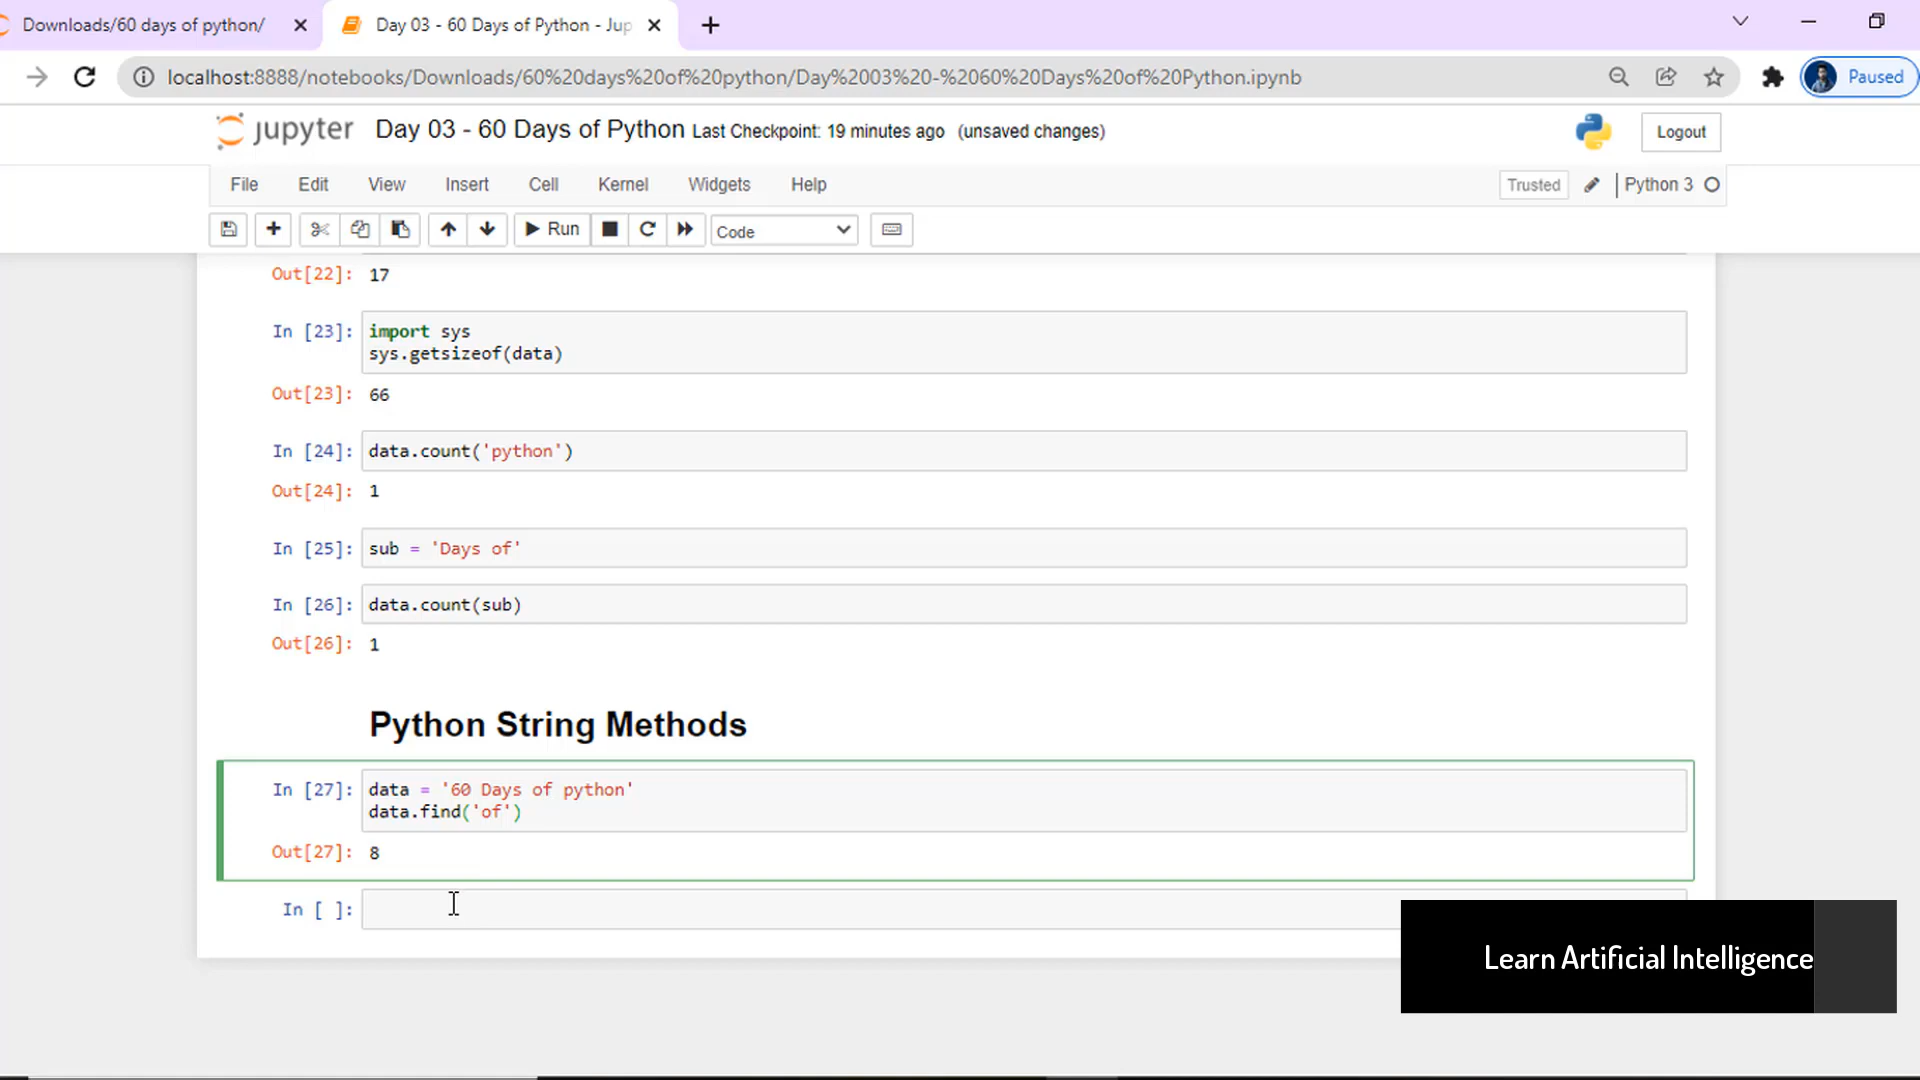 Downloads/60 days of python/
Day 03 - 60 Days of Python - Jup
localhost:8888/notebooks/Downloads/60%20days%20of%20python/Day%2003%20-%2060%20Days%20of%20Python.ipynb
Paused
jupyter Day 03 - 60 Days of Python Last Checkpoint: 19 minutes ago (unsaved changes)
Logout
File Edit View Insert Cell Kernel Widgets Help
Trusted Python 3
Run Code
Out[22]: 17
In [23]: import sys
sys.getsizeof(data)
Out[23]: 66
In [24]: data.count('python')
Out[24]: 1
In [25]: sub = 'Days of'
In [26]: data.count(sub)
Out[26]: 1
Python String Methods
In [27]: data = '60 Days of python'
data.find('of')
Out[27]: 8
In [ ]:
Learn Artificial Intelligence